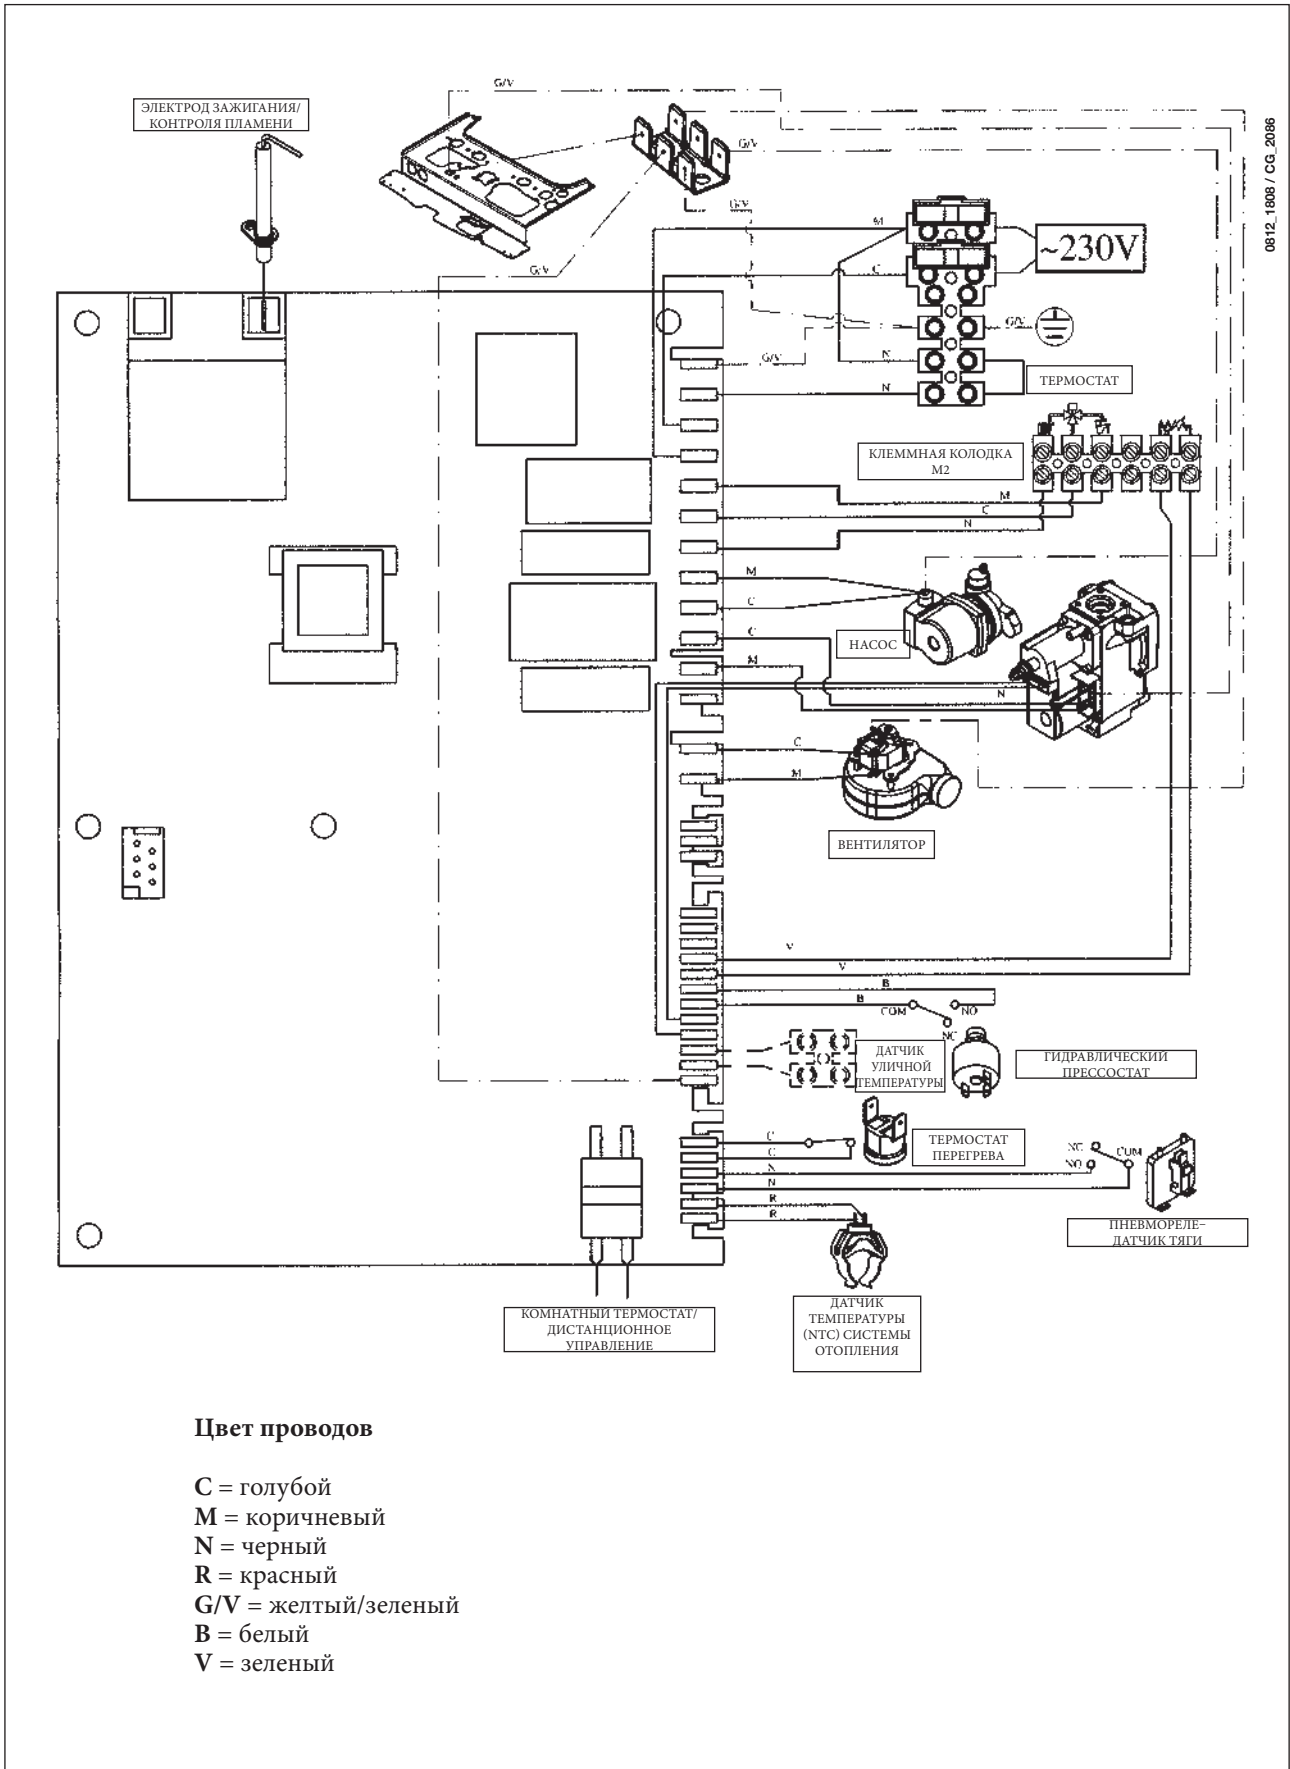 G/V
ЭЛЕКТРОД ЗАЖИГАНИЯ/
КОНТРОЛЯ ПЛАМЕНИ
0812_1808 / CG_2086
G/V
G/V
M
~230V
G/V
C
G/V
G/V
N
ТЕРМОСТАТ
N
КЛЕММНАЯ КОЛОДКА
М2
M
C
N
M
C
C
НАСОС
M
N
C
M
ВЕНТИЛЯТОР
V
V
B
B
COM
NO
NC
ДАТЧИК
УЛИЧНОЙ
ТЕМПЕРАТУРЫ
ГИДРАВЛИЧЕСКИЙ
ПРЕССОСТАТ
C
C
ТЕРМОСТАТ
ПЕРЕГРЕВА
NC
COM
NO
N
N
R
R
ПНЕВМОРЕЛЕ–
ДАТЧИК ТЯГИ
КОМНАТНЫЙ ТЕРМОСТАТ/
ДИСТАНЦИОННОЕ
УПРАВЛЕНИЕ
ДАТЧИК
ТЕМПЕРАТУРЫ
(NTC) СИСТЕМЫ
ОТОПЛЕНИЯ
Цвет проводов
C = голубой
M = коричневый
N = черный
R = красный
G/V = желтый/зеленый
B = белый
V = зеленый